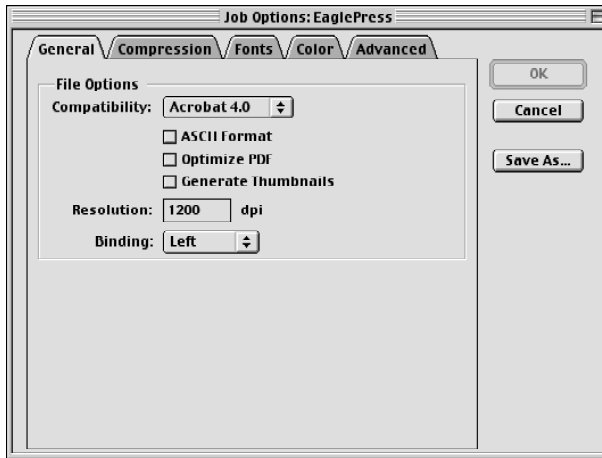 Job Options: EaglePress
General Compression Fonts Color Advanced
File Options
Compatibility: Acrobat 4.0
ASCII Format
Optimize PDF
Generate Thumbnails
Resolution: 1200 dpi
Binding: Left
OK
Cancel
Save As...